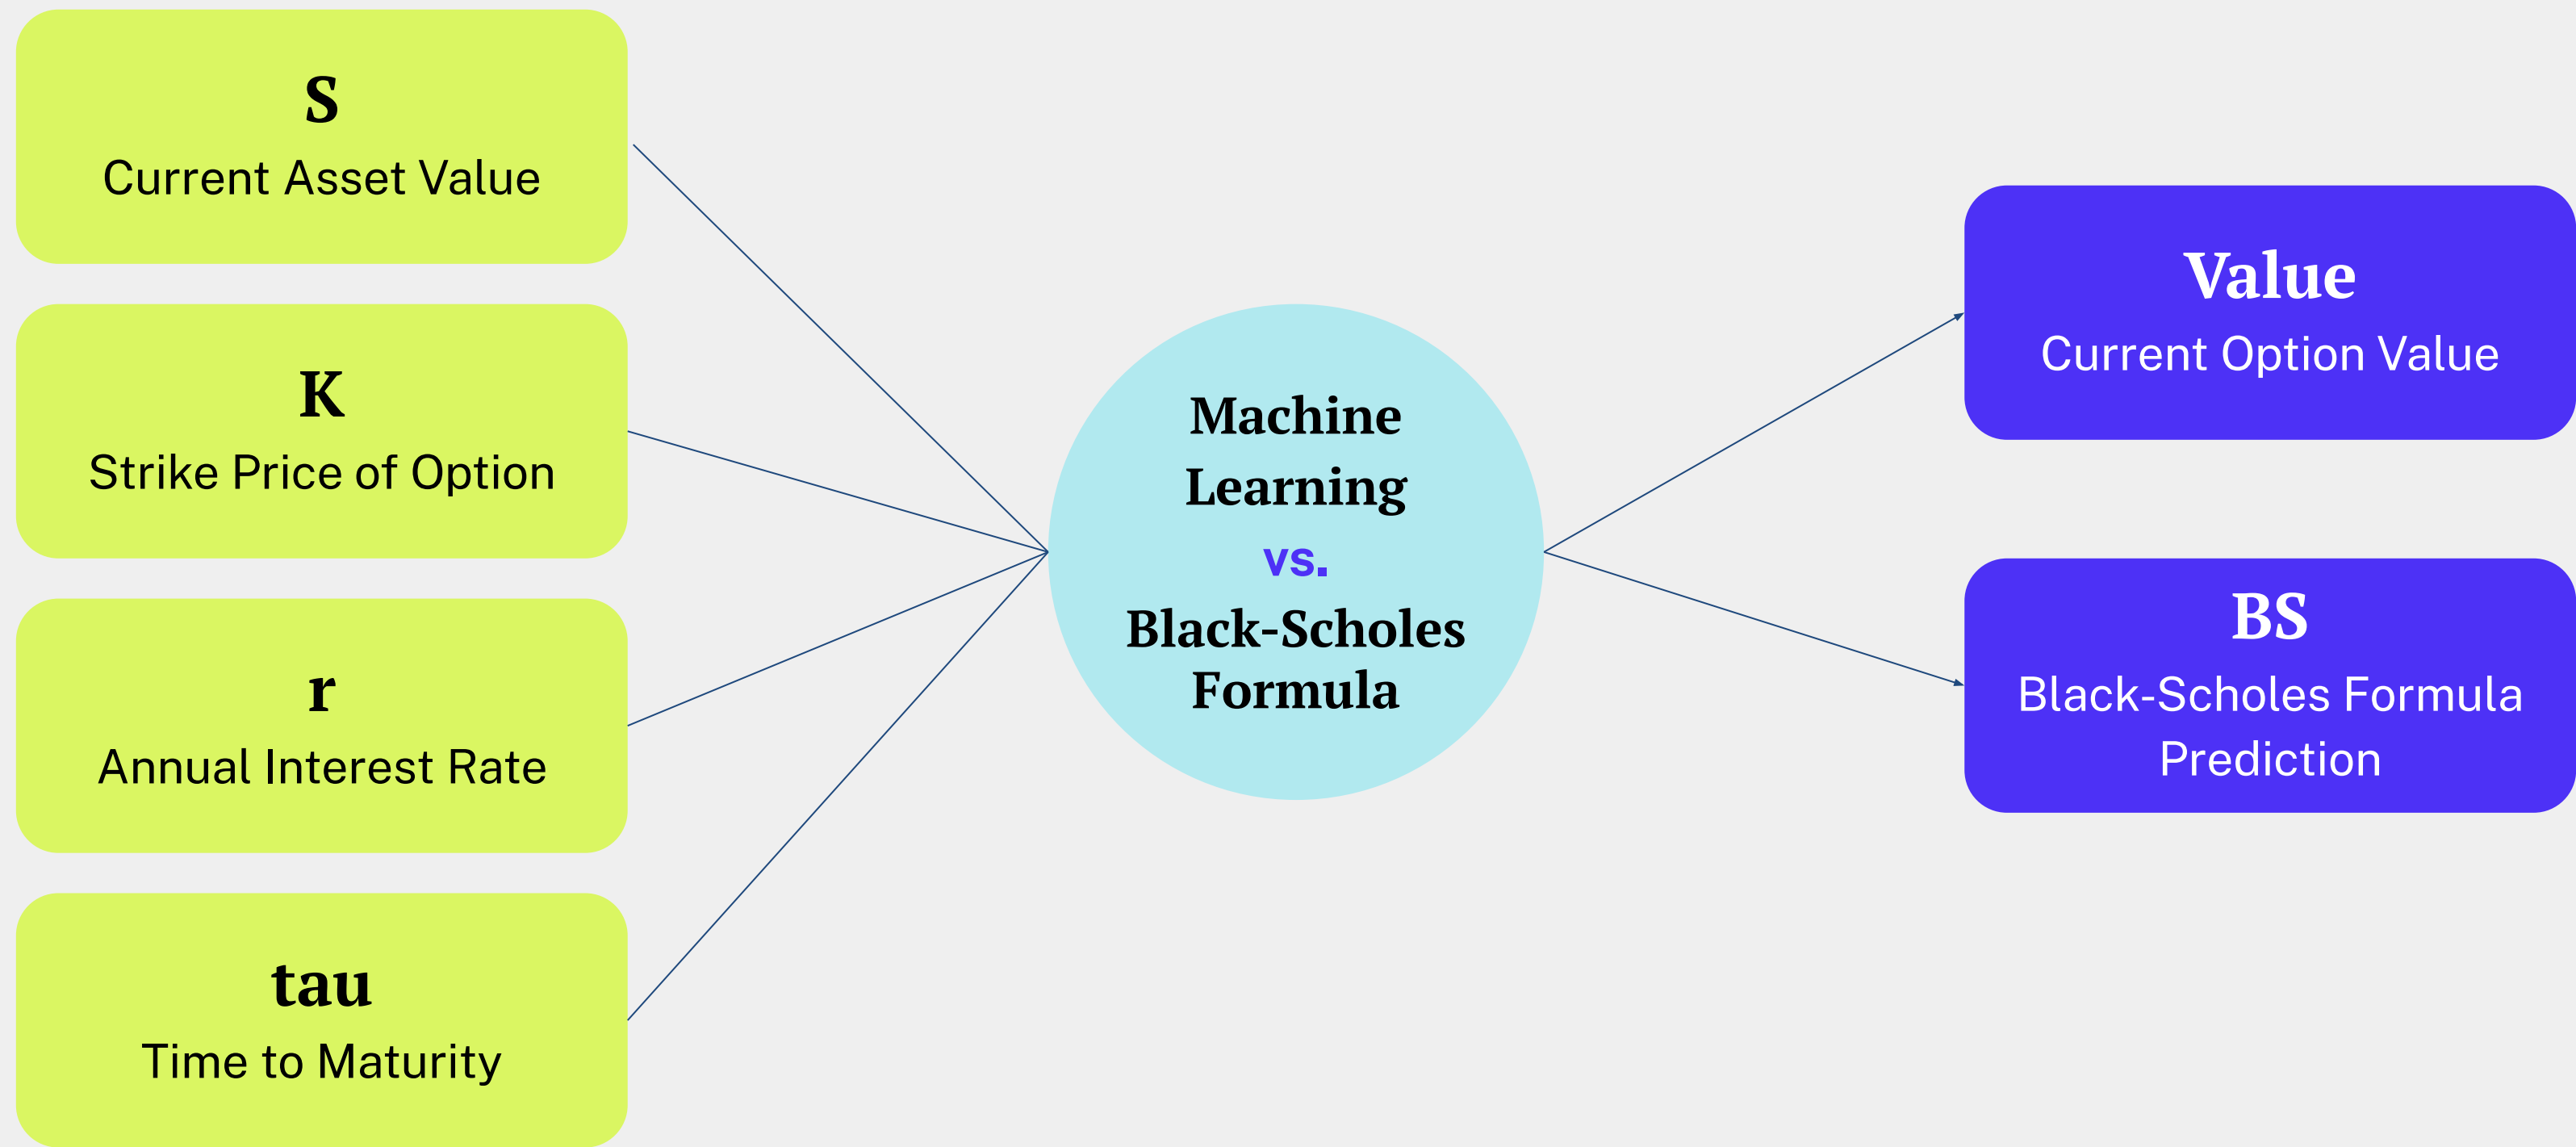 S
Current Asset Value
K
Strike Price of Option
r
Annual Interest Rate
tau
Time to Maturity
Machine
Learning
vs.
Black-Scholes
Formula
Value
Current Option Value
BS
Black-Scholes Formula
Prediction